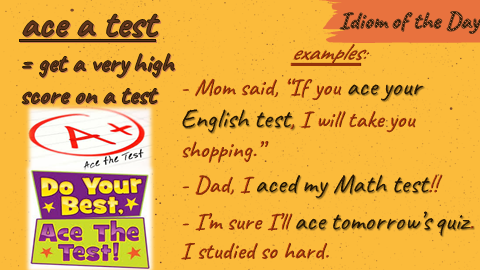 ace a test
= get a very high
score on a test
A+
Ace the Test
Do Your
Best,
Ace The
Test!
Idiom of the Day
examples:
- Mom said, “If you ace your
English test, I will take you
shopping.”
- Dad, I aced my Math test!!
- I’m sure I’ll ace tomorrow’s quiz.
I studied so hard.